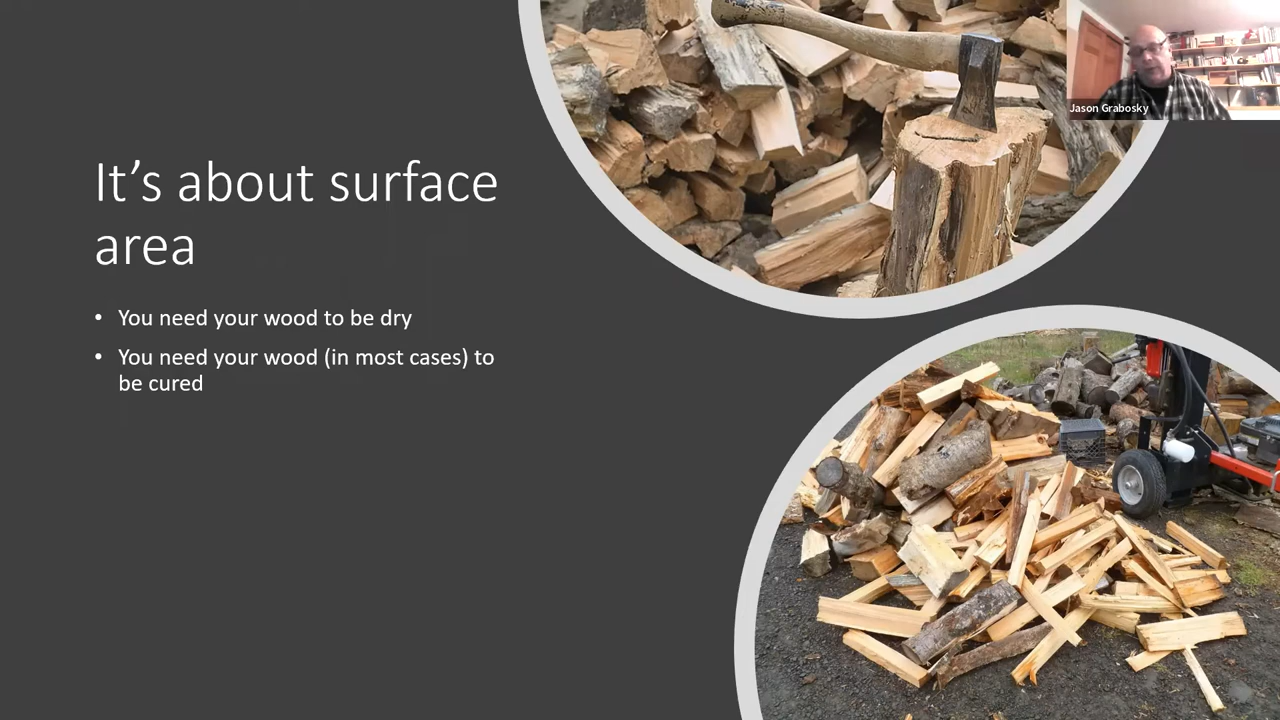 It’s about surface
area
• You need your wood to be dry
• You need your wood (in most cases) to
be cured
Jason Grabosky